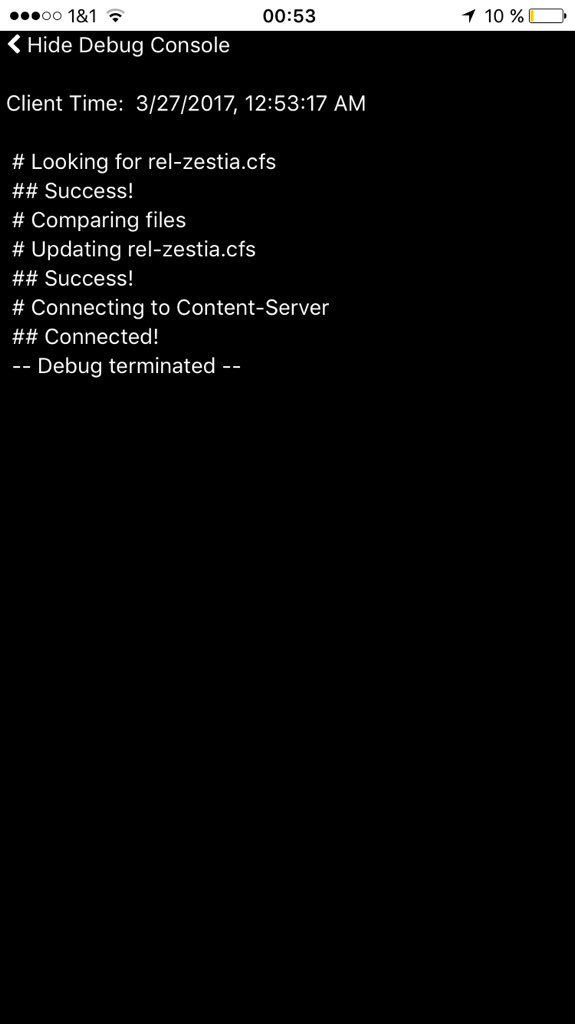 1&1 00:53 10 %
Hide Debug Console
Client Time: 3/27/2017, 12:53:17 AM
# Looking for rel-zestia.cfs
## Success!
# Comparing files
# Updating rel-zestia.cfs
## Success!
# Connecting to Content-Server
## Connected!
-- Debug terminated --